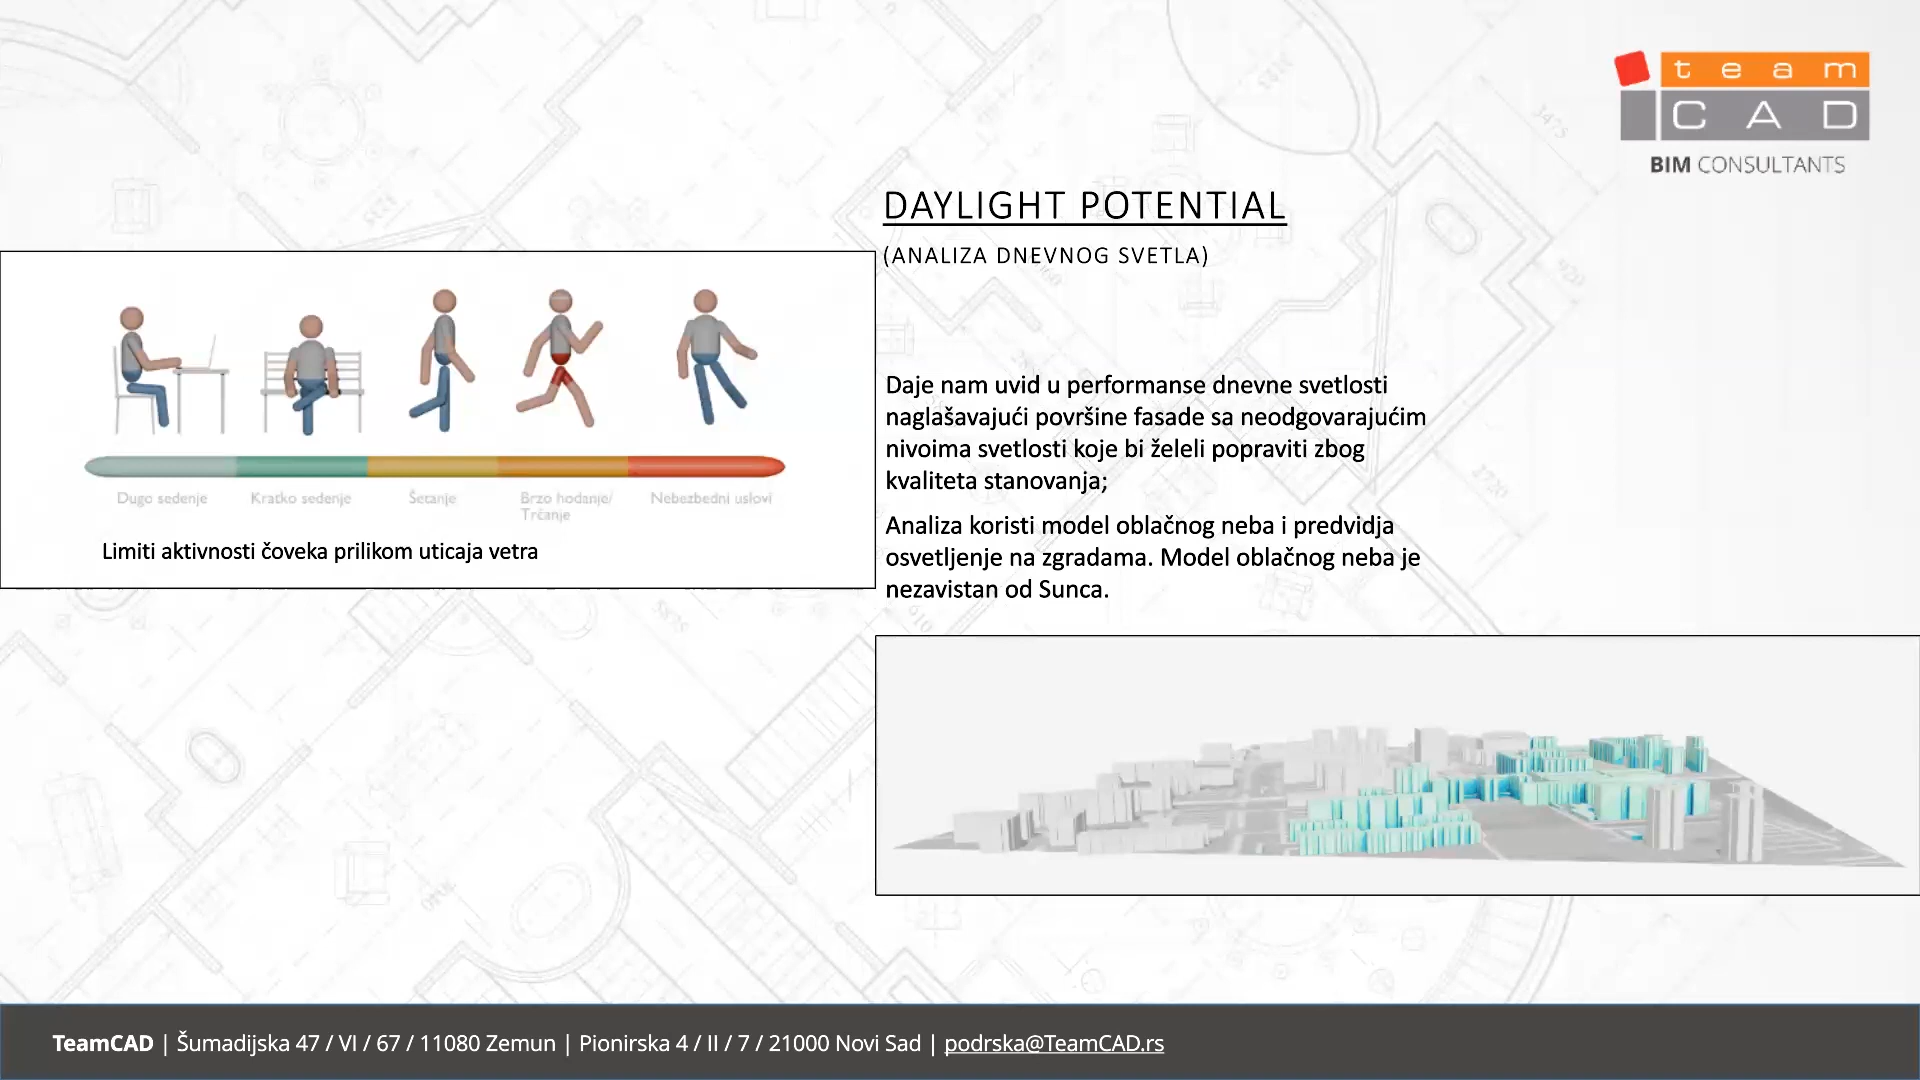 team
CAD
BIM CONSULTANTS
DAYLIGHT POTENTIAL
(ANALIZA DNEVNOG SVETLA)
Dugo sedenje
Kratko sedenje
Šetanje
Brzo hodanje/
Trčanje
Nebezbedni uslovi
Limiti aktivnosti čoveka prilikom uticaja vetra
Daje nam uvid u performanse dnevne svetlosti
naglašavajući površine fasade sa neodgovarajućim
nivoima svetlosti koje bi želeli popraviti zbog
kvaliteta stanovanja;
Analiza koristi model oblačnog neba i predvidja
osvetljenje na zgradama. Model oblačnog neba je
nezavistan od Sunca.
TeamCAD | Šumadijska 47 / VI / 67 / 11080 Zemun | Pionirska 4 / II / 7 / 21000 Novi Sad | podrska@TeamCAD.rs